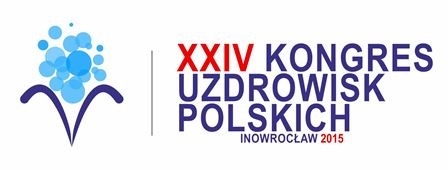 XXIV KONGRES
UZDROWISK
POLSKICH
INOWROCŁAW 2015